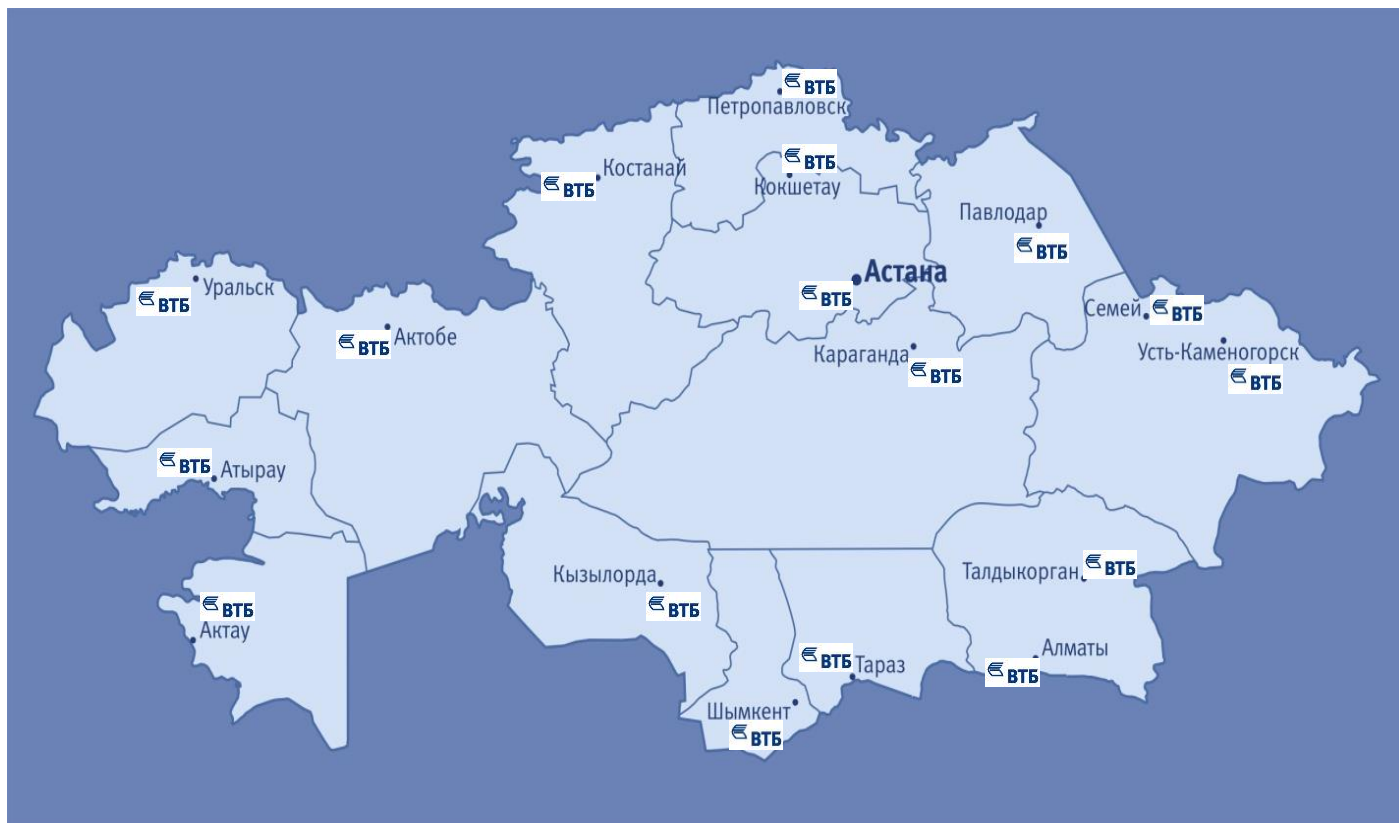 ВТБ
Петропавловск
ВТБ
Кокшетау
Костанай
ВТБ
Павлодар
ВТБ
Астана
ВТБ
Уральск
ВТБ
Актобе
ВТБ
Семей
ВТБ
Усть-Каменогорск
ВТБ
Караганда
ВТБ
ВТБ
Атырау
ВТБ
Актау
Кызылорда
ВТБ
Талдыкорган
ВТБ
Алматы
ВТБ
ВТБ
Тараз
Шымкент
ВТБ